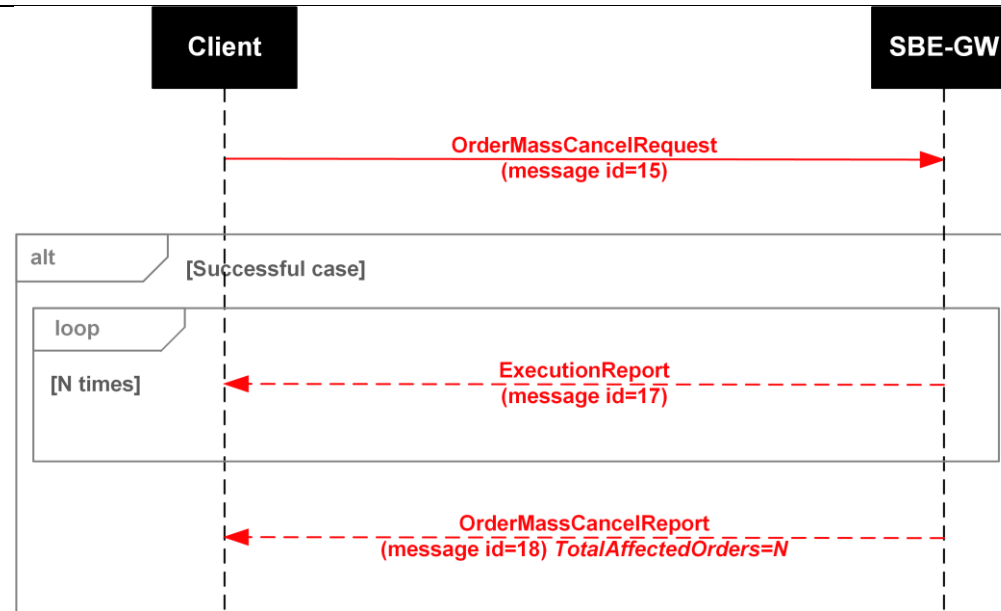 Client
SBE-GW
OrderMassCancelRequest
(message id=15)
alt
[Successful case]
loop
[N times]
ExecutionReport
(message id=17)
OrderMassCancelReport
(message id=18) TotalAffectedOrders=N